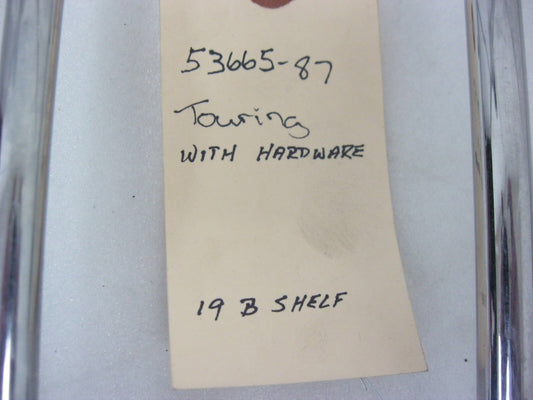 53665-87
Touring
WITH HARDWARE
19 B SHELF